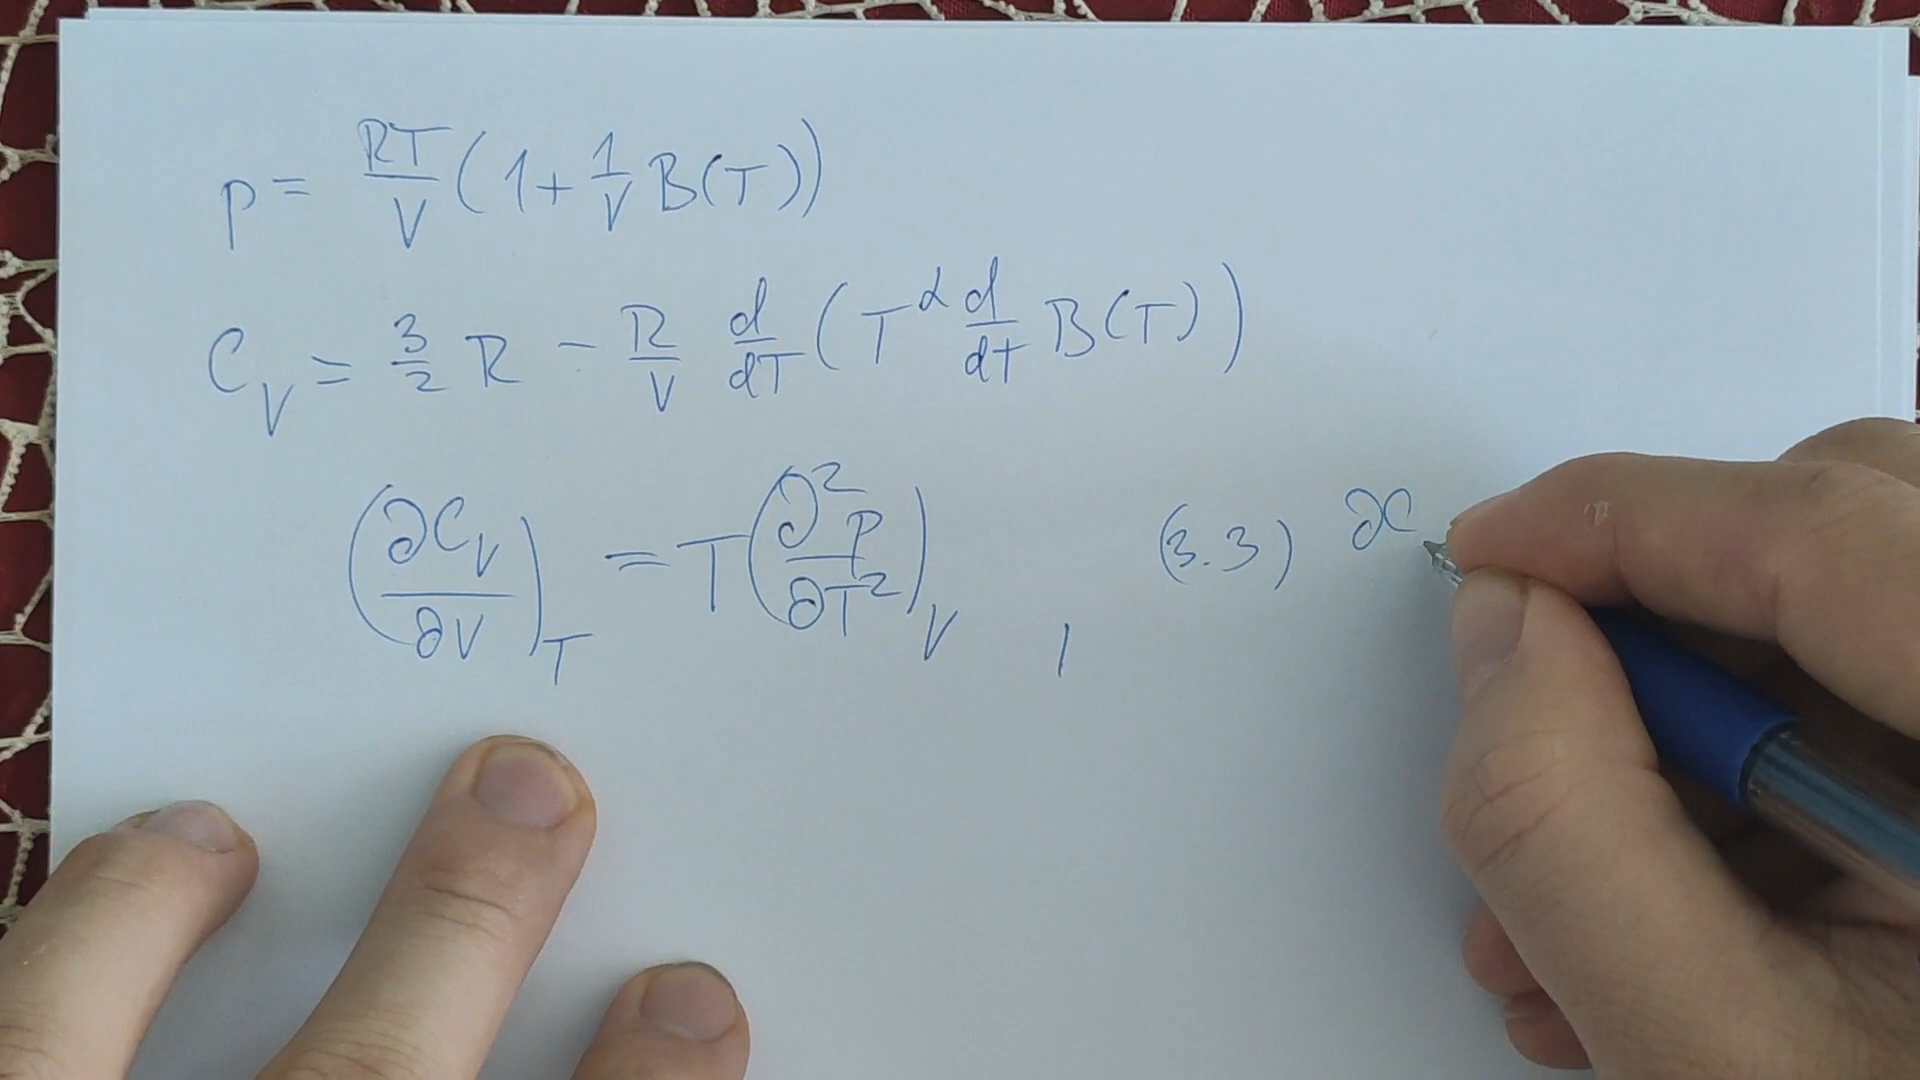 p = RT/V (1 + 1/V B(T))
C_V = 3/2 R − R/V d/dT (T^α d/dT B(T))
(∂C_V/∂V)_T = T(∂²p/∂T²)_V , (3.3) ∂C